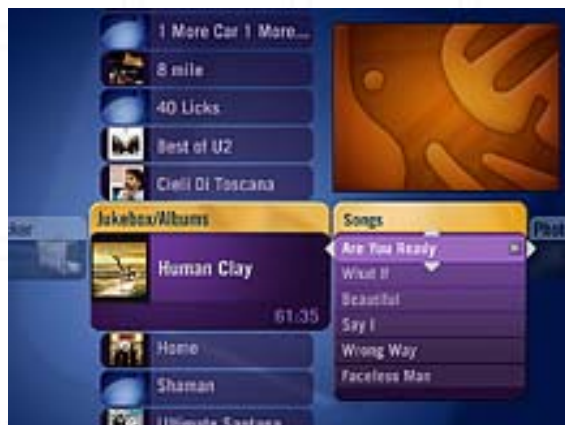 1 More Car 1 More...
8 mile
40 Licks
Best of U2
Cieli Di Toscana
Jukebox/Albums
Human Clay
61:35
Home
Shaman
Ultimate Santana
Songs
Are You Ready
What If
Beautiful
Say I
Wrong Way
Faceless Man
Phot